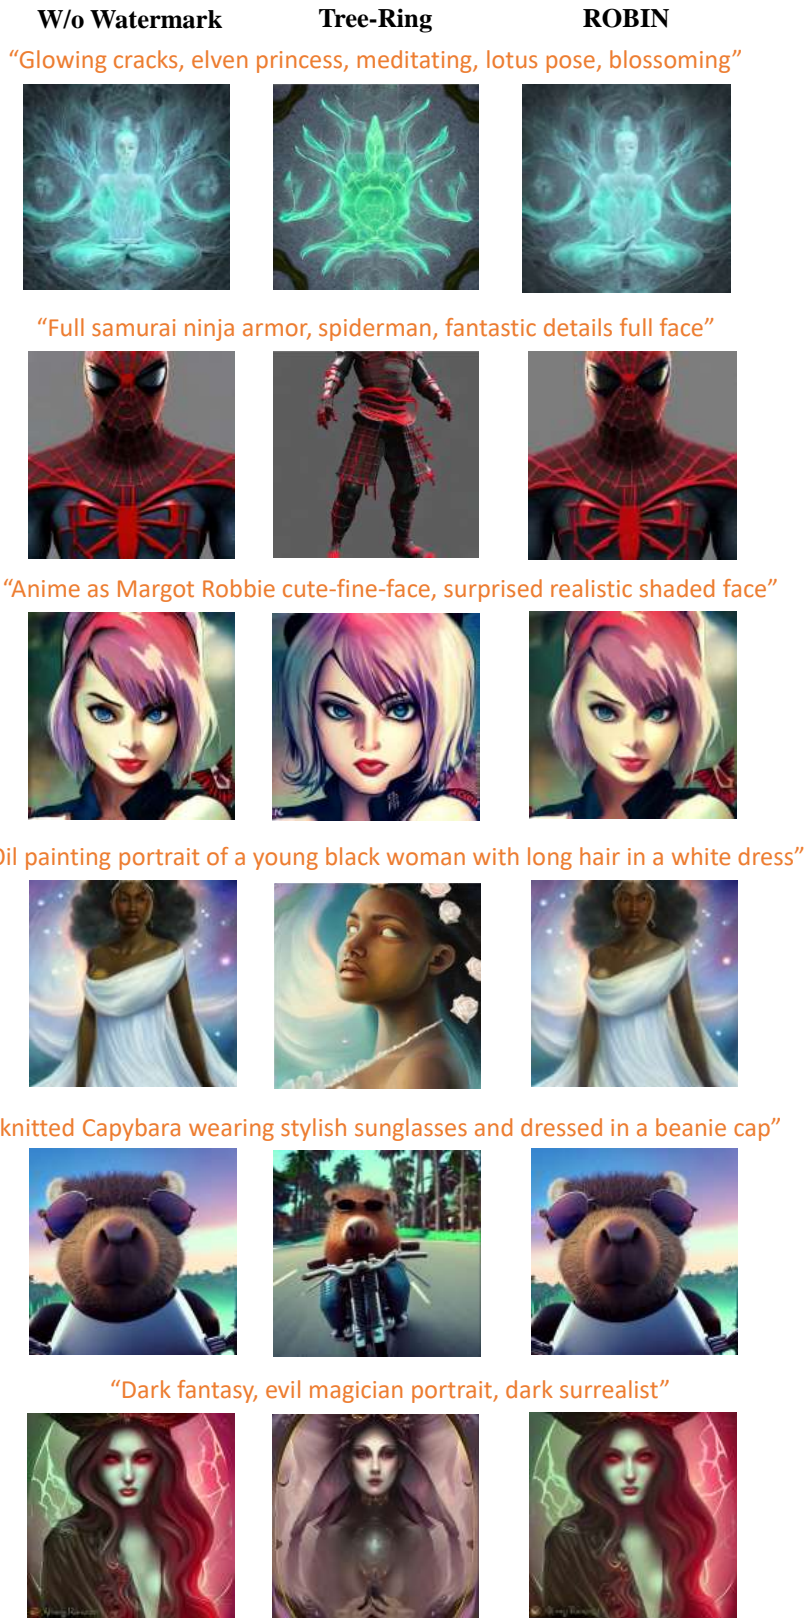 W/o Watermark Tree-Ring ROBIN
“Glowing cracks, elven princess, meditating, lotus pose, blossoming”
“Full samurai ninja armor, spiderman, fantastic details full face”
“Anime as Margot Robbie cute-fine-face, surprised realistic shaded face”
Oil painting portrait of a young black woman with long hair in a white dress”
knitted Capybara wearing stylish sunglasses and dressed in a beanie cap”
“Dark fantasy, evil magician portrait, dark surrealist”